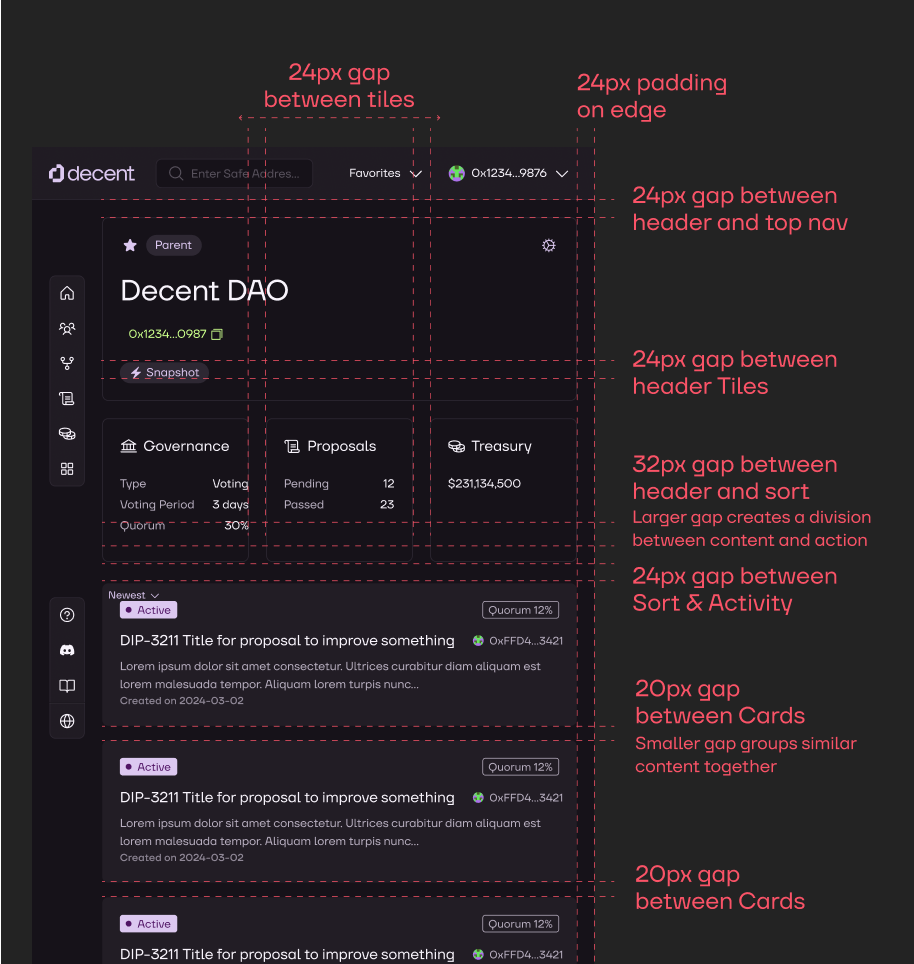 24px gap
between tiles
24px padding
on edge
decent
Enter Safe Addres...
Favorites
0x1234...9876
24px gap between
header and top nav
Parent
Decent DAO
0x1234...0987
Snapshot
24px gap between
header Tiles
Governance
Type Voting
Voting Period 3 days
Quorum 30%
Proposals
Pending 12
Passed 23
Treasury
$231,134,500
32px gap between
header and sort
Larger gap creates a division
between content and action
24px gap between
Sort & Activity
Newest
Active
Quorum 12%
DIP-3211 Title for proposal to improve something
0xFFD4...3421
Lorem ipsum dolor sit amet consectetur. Ultrices curabitur diam aliquam est
lorem malesuada tempor. Aliquam lorem turpis nunc...
Created on 2024-03-02
20px gap
between Cards
Smaller gap groups similar
content together
Active
Quorum 12%
DIP-3211 Title for proposal to improve something
0xFFD4...3421
Lorem ipsum dolor sit amet consectetur. Ultrices curabitur diam aliquam est
lorem malesuada tempor. Aliquam lorem turpis nunc...
Created on 2024-03-02
20px gap
between Cards
Active
Quorum 12%
DIP-3211 Title for proposal to improve something
0xFFD4...3421